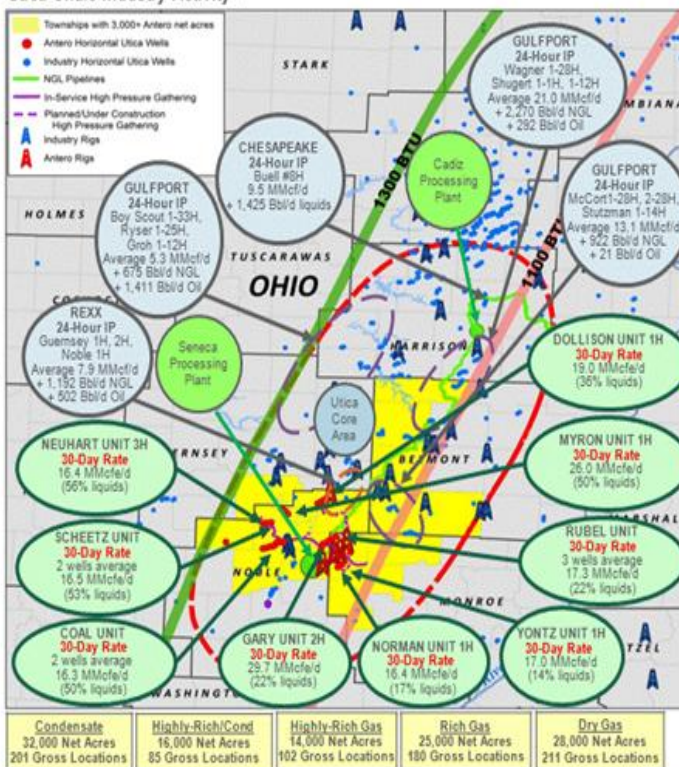 Townships with 3,000+ Antero net acres
Antero Horizontal Utica Wells
Industry Horizontal Utica Wells
NGL Pipelines
In-Service High Pressure Gathering
Planned/Under Construction
High Pressure Gathering
Industry Rigs
Antero Rigs
STARK
GULFPORT
24-Hour IP
Wagner 1-28H,
Shugert 1-1H, 1-12H
Average 21.0 MMcf/d
+ 2,270 Bbl/d NGL
+ 292 Bbl/d Oil
CHESAPEAKE
24-Hour IP
Buell #8H
9.5 MMcf/d
+ 1,425 Bbl/d liquids
1300 BTU
Cadiz
Processing
Plant
GULFPORT
24-Hour IP
McCort1-28H, 2-28H,
Stutzman 1-14H
Average 13.1 MMcf/d
+ 922 Bbl/d NGL
+ 21 Bbl/d Oil
1100 BTU
GULFPORT
24-Hour IP
Boy Scout 1-33H,
Ryser 1-25H,
Groh 1-12H
Average 5.3 MMcf/d
+ 675 Bbl/d NGL
+ 1,411 Bbl/d Oil
HOLMES
TUSCARAWAS
OHIO
HARRISON
REXX
24-Hour IP
Guernsey 1H, 2H,
Noble 1H
Average 7.9 MMcf/d
+ 1,192 Bbl/d NGL
+ 502 Bbl/d Oil
Seneca
Processing
Plant
Utica
Core
Area
DOLLISON UNIT 1H
30-Day Rate
19.0 MMcfe/d
(36% liquids)
NEUHART UNIT 3H
30-Day Rate
16.4 MMcfe/d
(56% liquids)
BELMONT
MYRON UNIT 1H
30-Day Rate
26.0 MMcfe/d
(50% liquids)
SCHEETZ UNIT
30-Day Rate
2 wells average
16.5 MMcfe/d
(53% liquids)
RUBEL UNIT
30-Day Rate
3 wells average
17.3 MMcfe/d
(22% liquids)
NOBLE
MONROE
COAL UNIT
30-Day Rate
2 wells average
16.3 MMcfe/d
(50% liquids)
GARY UNIT 2H
30-Day Rate
29.7 MMcfe/d
(22% liquids)
NORMAN UNIT 1H
30-Day Rate
16.4 MMcfe/d
(17% liquids)
YONTZ UNIT 1H
30-Day Rate
17.0 MMcfe/d
(14% liquids)
Condensate
32,000 Net Acres
201 Gross Locations
Highly-Rich/Cond
16,000 Net Acres
85 Gross Locations
Highly-Rich Gas
14,000 Net Acres
102 Gross Locations
Rich Gas
25,000 Net Acres
180 Gross Locations
Dry Gas
28,000 Net Acres
211 Gross Locations